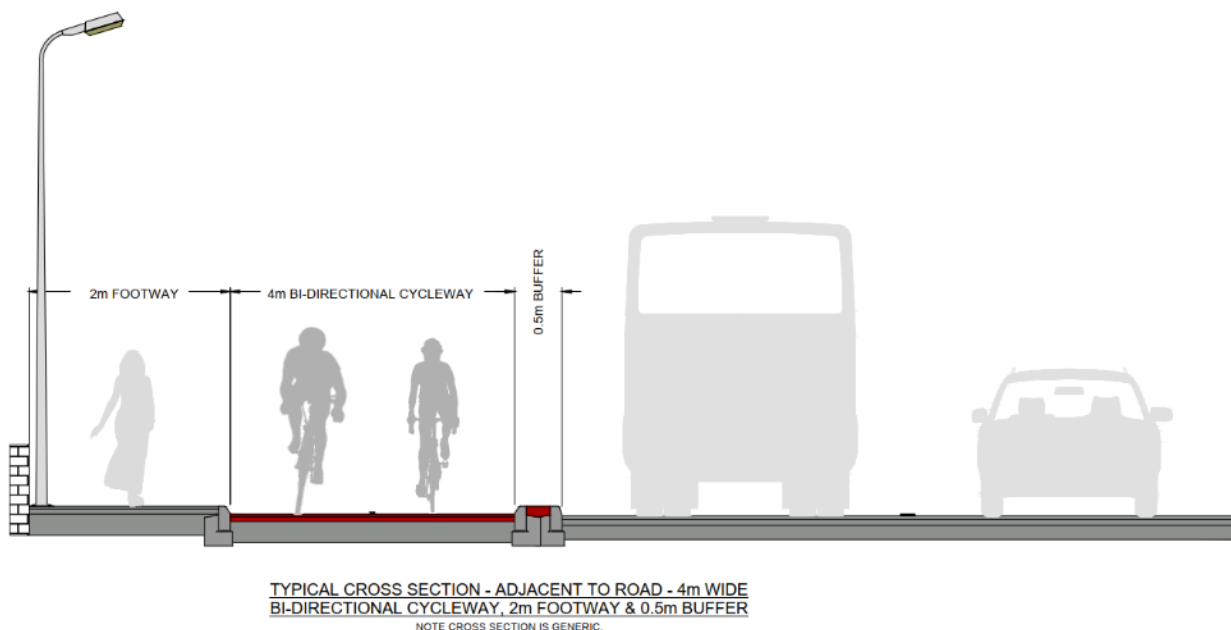 2m FOOTWAY
4m BI-DIRECTIONAL CYCLEWAY
0.5m BUFFER
TYPICAL CROSS SECTION - ADJACENT TO ROAD - 4m WIDE
BI-DIRECTIONAL CYCLEWAY, 2m FOOTWAY & 0.5m BUFFER
NOTE CROSS SECTION IS GENERIC.